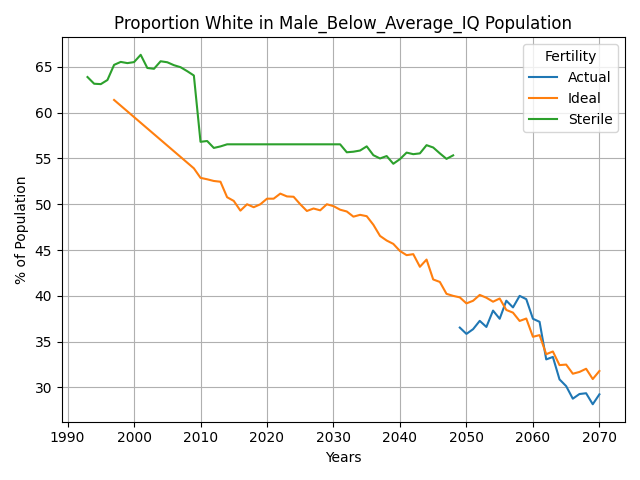 Proportion White in Male_Below_Average_IQ Population
Fertility
Actual
Ideal
Sterile
% of Population
65
60
55
50
45
40
35
30
1990
2000
2010
2020
2030
2040
2050
2060
2070
Years